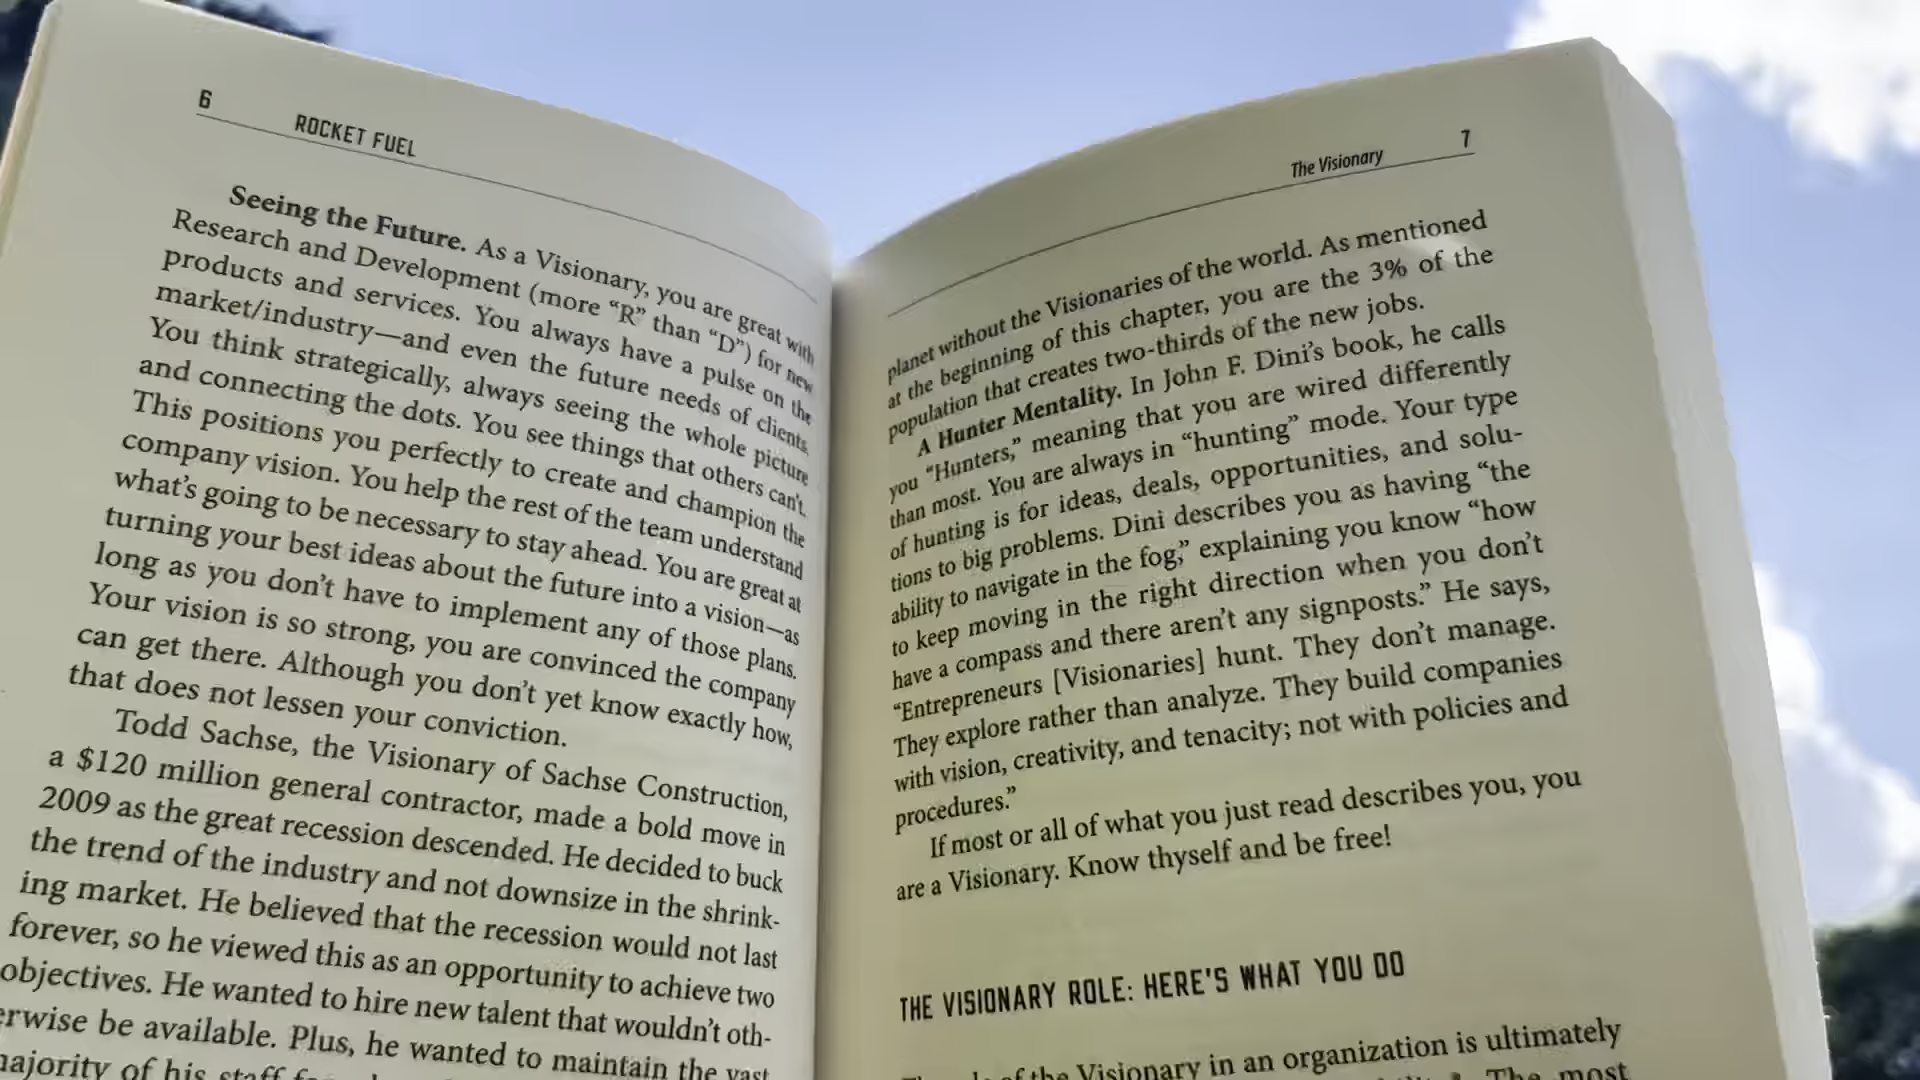 6 ROCKET FUEL
Seeing the Future. As a Visionary, you are great with
Research and Development (more “R” than “D”) for new
products and services. You always have a pulse on the
market/industry—and even the future needs of clients.
You think strategically, always seeing the whole picture
and connecting the dots. You see things that others can’t.
This positions you perfectly to create and champion the
company vision. You help the rest of the team understand
what’s going to be necessary to stay ahead. You are great at
turning your best ideas about the future into a vision—as
long as you don’t have to implement any of those plans.
Your vision is so strong, you are convinced the company
can get there. Although you don’t yet know exactly how,
that does not lessen your conviction.
Todd Sachse, the Visionary of Sachse Construction,
a $120 million general contractor, made a bold move in
2009 as the great recession descended. He decided to buck
the trend of the industry and not downsize in the shrink-
ing market. He believed that the recession would not last
forever, so he viewed this as an opportunity to achieve two
objectives. He wanted to hire new talent that wouldn’t oth-
erwise be available. Plus, he wanted to maintain the vast
majority of his staff
The Visionary 7
planet without the Visionaries of the world. As mentioned
at the beginning of this chapter, you are the 3% of the
population that creates two-thirds of the new jobs.
A Hunter Mentality. In John F. Dini’s book, he calls
you “Hunters,” meaning that you are wired differently
than most. You are always in “hunting” mode. Your type
of hunting is for ideas, deals, opportunities, and solu-
tions to big problems. Dini describes you as having “the
ability to navigate in the fog,” explaining you know “how
to keep moving in the right direction when you don’t
have a compass and there aren’t any signposts.” He says,
“Entrepreneurs [Visionaries] hunt. They don’t manage.
They explore rather than analyze. They build companies
with vision, creativity, and tenacity; not with policies and
procedures.”
If most or all of what you just read describes you, you
are a Visionary. Know thyself and be free!
THE VISIONARY ROLE: HERE’S WHAT YOU DO
of the Visionary in an organization is ultimately
The most